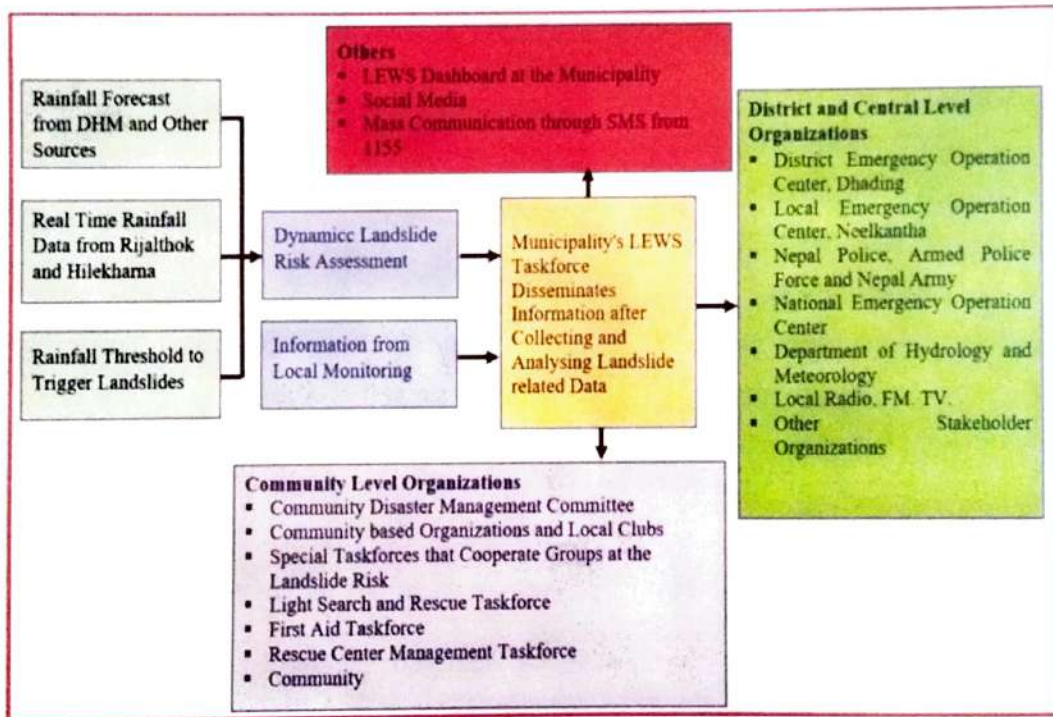 Others
▪ LEWS Dashboard at the Municipality
▪ Social Media
▪ Mass Communication through SMS from
1155
Rainfall Forecast
from DHM and Other
Sources
Real Time Rainfall
Data from Rijalthok
and Hilekharna
Rainfall Threshold to
Trigger Landslides
Dynamicc Landslide
Risk Assessment
Information from
Local Monitoring
Municipality's LEWS
Taskforce
Disseminates
Information after
Collecting and
Analysing Landslide
related Data
District and Central Level
Organizations
▪ District Emergency Operation
Center, Dhading
▪ Local Emergency Operation
Center, Neelkantha
▪ Nepal Police, Armed Police
Force and Nepal Army
▪ National Emergency Operation
Center
▪ Department of Hydrology and
Meteorology
▪ Local Radio, FM. TV.
▪ Other Stakeholder
Organizations
Community Level Organizations
▪ Community Disaster Management Committee
▪ Community based Organizations and Local Clubs
▪ Special Taskforces that Cooperate Groups at the
Landslide Risk
▪ Light Search and Rescue Taskforce
▪ First Aid Taskforce
▪ Rescue Center Management Taskforce
▪ Community